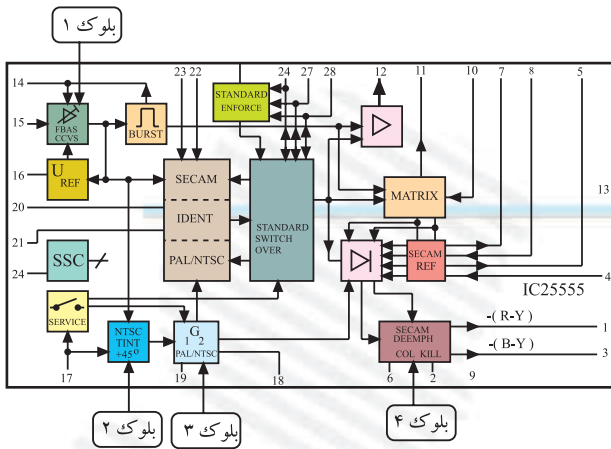 بلوک ۱
14
23 22
24
27
28
12
11
7
8
5
STANDARD
ENFORCE
15
FBAS
CCVS
BURST
16
U REF
SECAM
IDENT
PAL/NTSC
STANDARD
SWITCH
OVER
MATRIX
10
13
20
21
24
SSC
SECAM
REF
4
IC25555
SERVICE
NTSC
TINT
+45°
G
1 2
PAL/NTSC
SECAM
DEEMPH
COL KILL
-( R-Y )
1
-( B-Y )
3
17
19
18
6
2
9
بلوک ۲
بلوک ۳
بلوک ۴